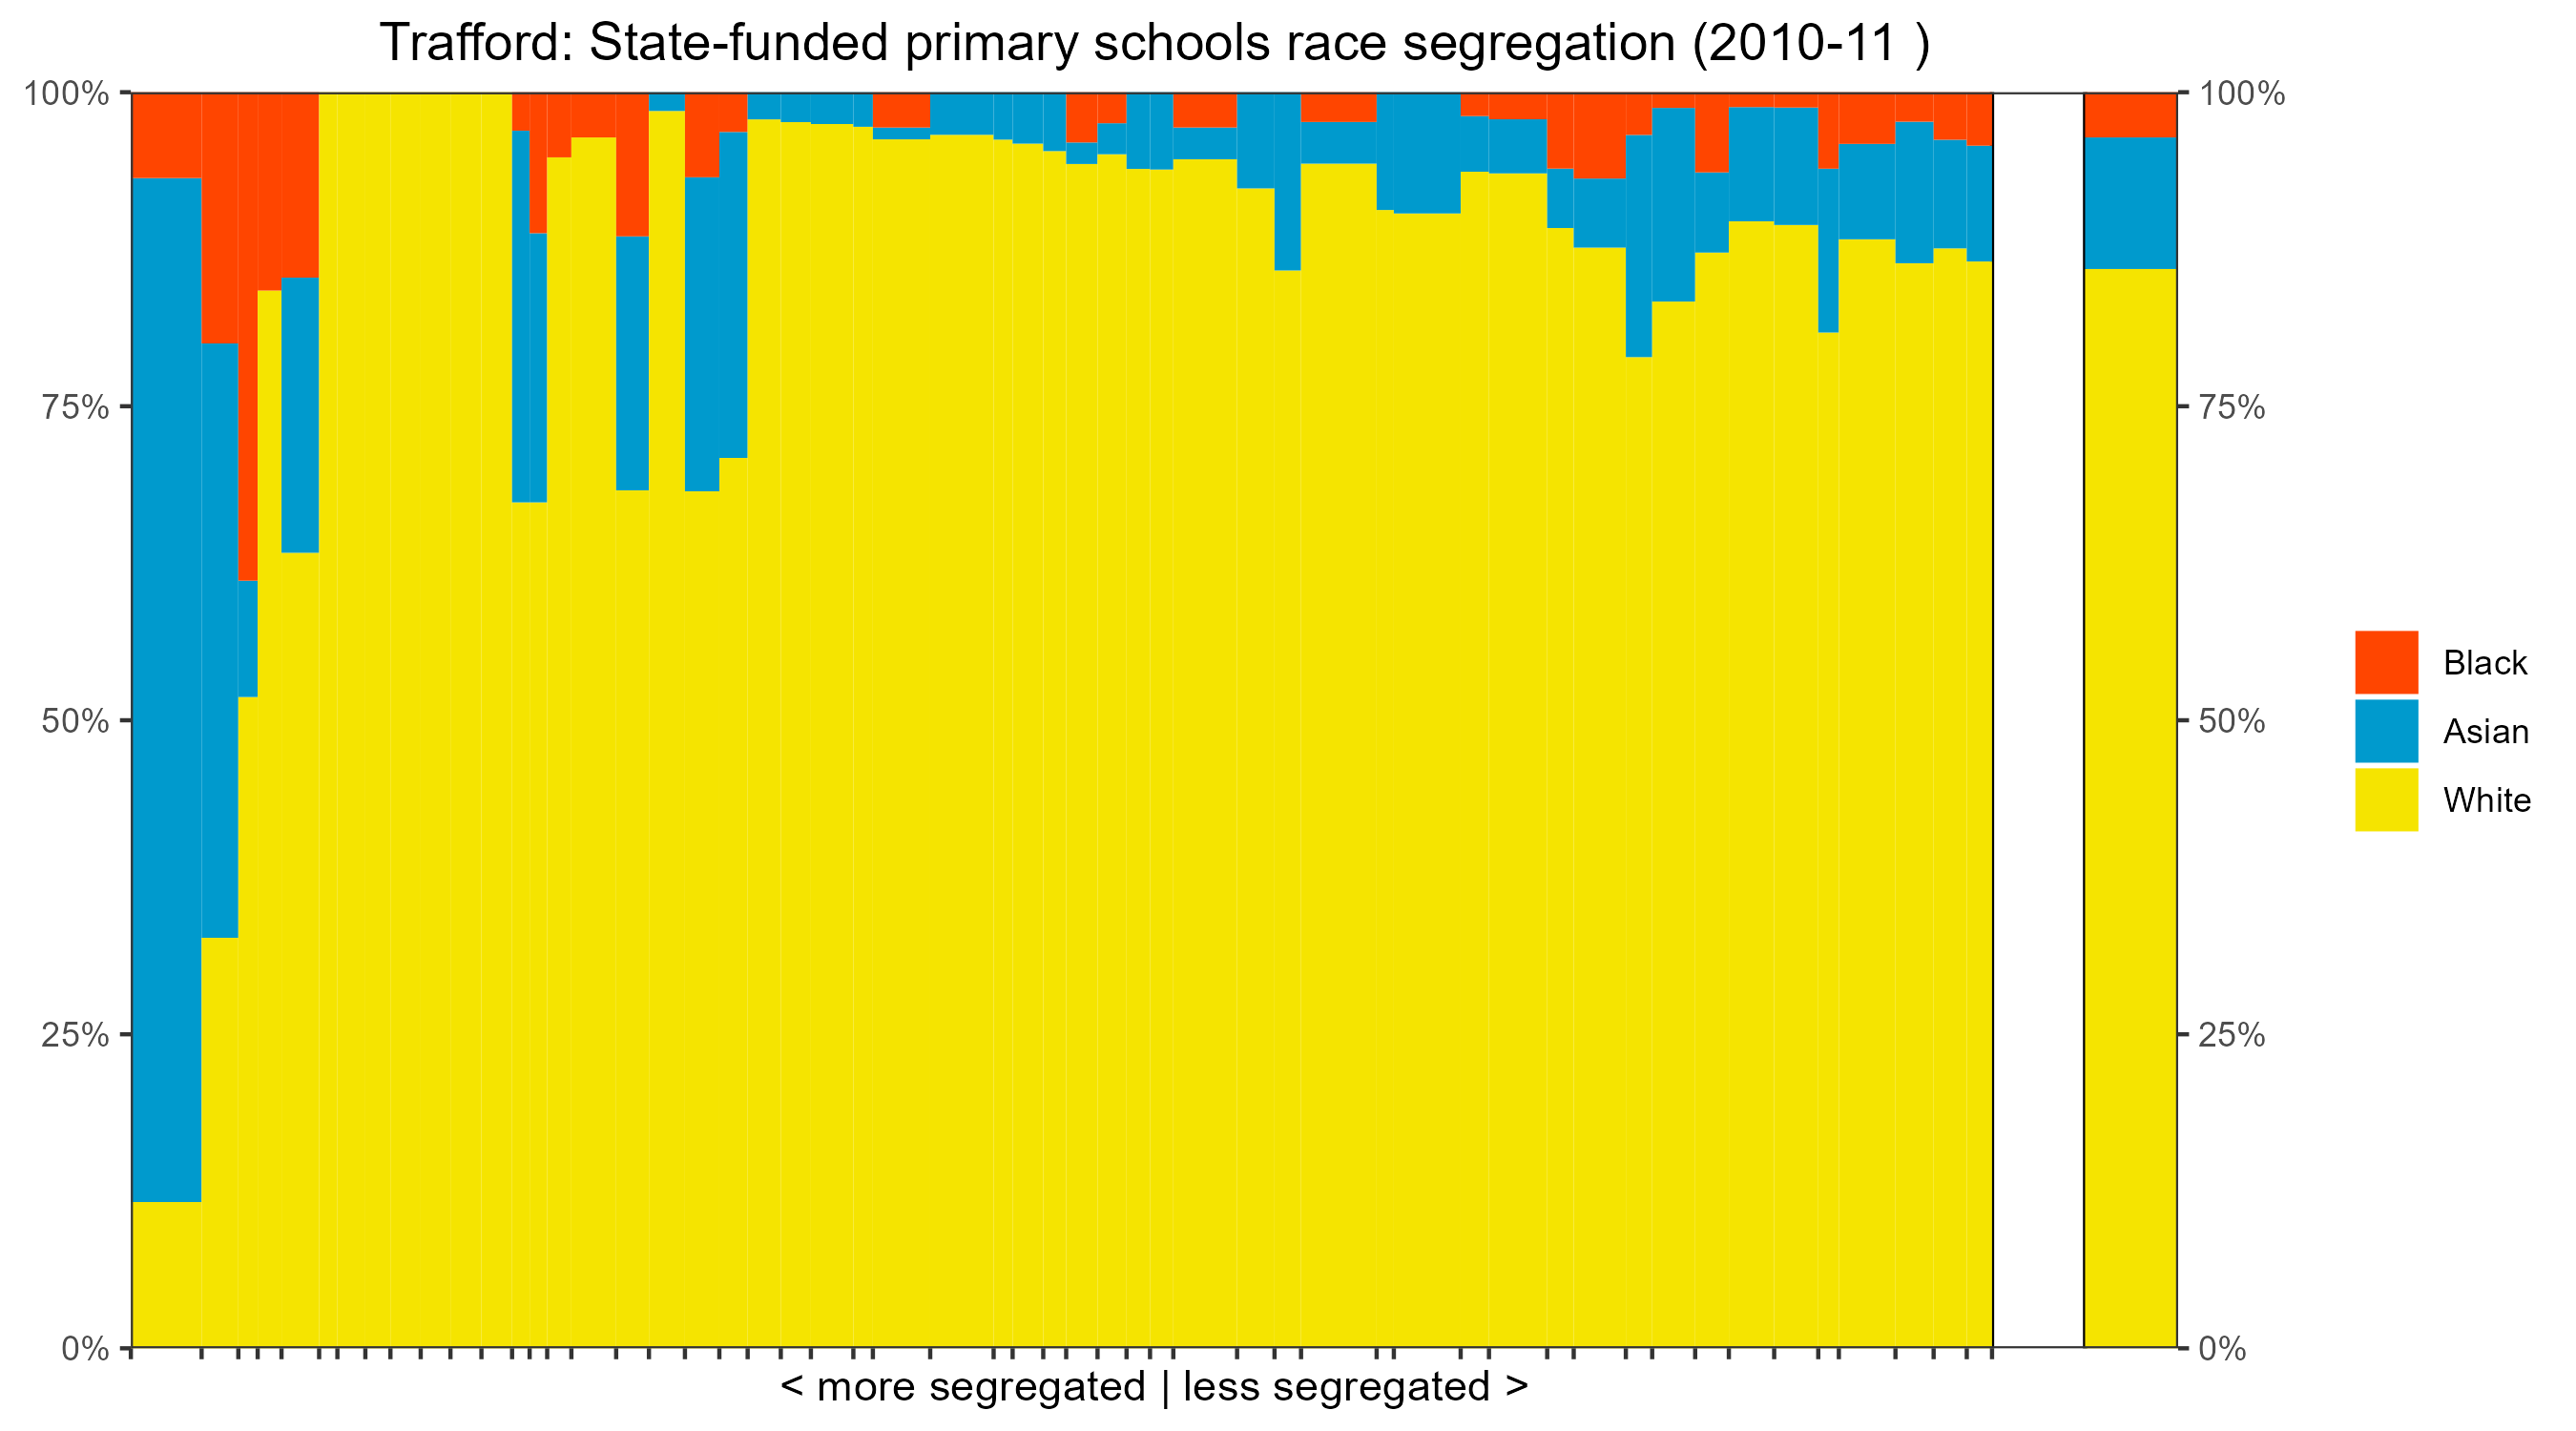 Trafford: State-funded primary schools race segregation (2010-11 )
100%
75%
50%
25%
0%
100%
75%
50%
25%
0%
Black
Asian
White
< more segregated | less segregated >